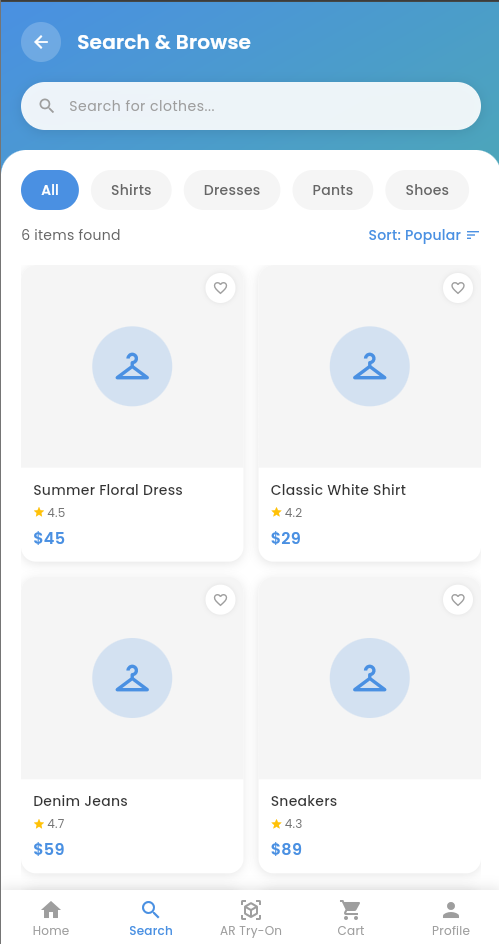 Search & Browse
Search for clothes...
All Shirts Dresses Pants Shoes
6 items found Sort: Popular
Summer Floral Dress Classic White Shirt
4.5 4.2
$45 $29
Denim Jeans Sneakers
4.7 4.3
$59 $89
Home Search AR Try-On Cart Profile